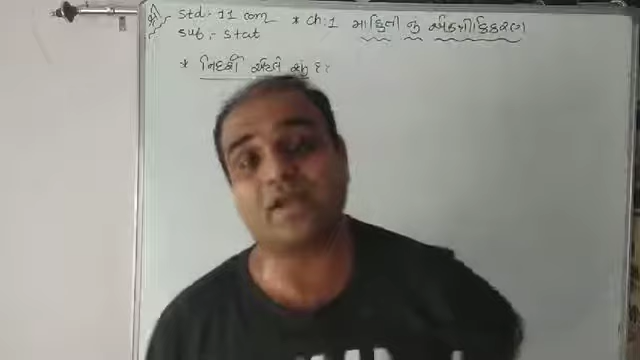 Std:- 11 com * Ch:1 માહિતી નું એકત્રીકરણ
Sub:- Stat
* નિદર્શ એટલે શું ?